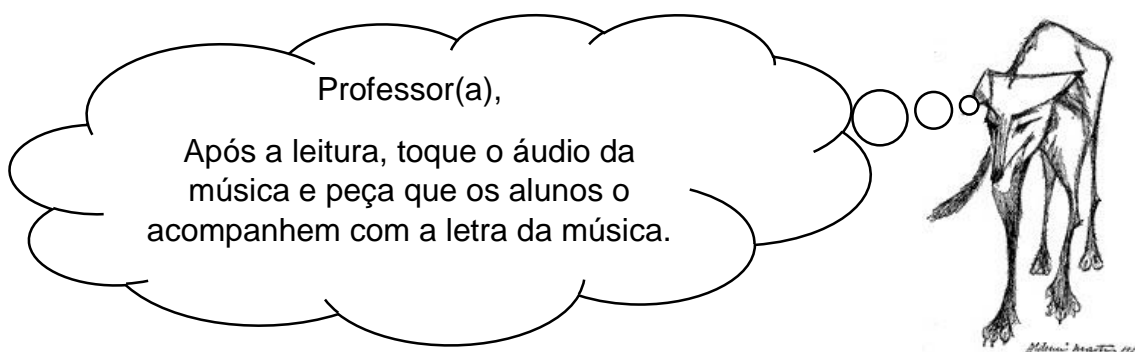 Professor(a),
Após a leitura, toque o áudio da
música e peça que os alunos o
acompanhem com a letra da música.